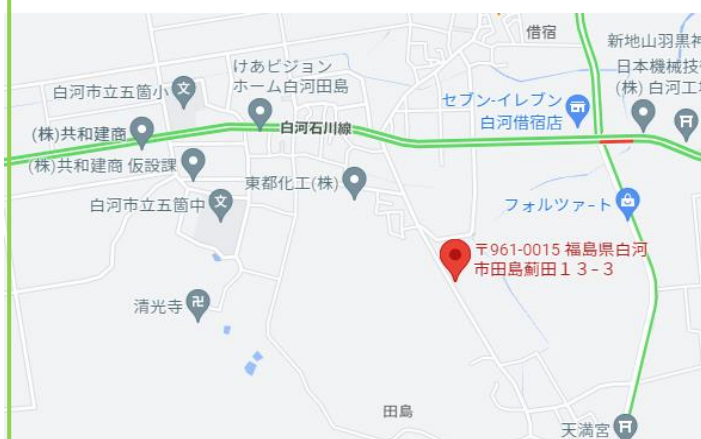 借宿
新地山羽黒神
けあビジョン
ホーム白河田島
日本機械技術
(株) 白河工場
白河市立五箇小
文
セブン-イレブン
白河借宿店
(株)共和建商
白河石川線
(株)共和建商 仮設課
東都化工(株)
白河市立五箇中
文
フォルツァート
〒961-0015 福島県白河
市田島薊田１３−３
清光寺
卍
田島
天満宮